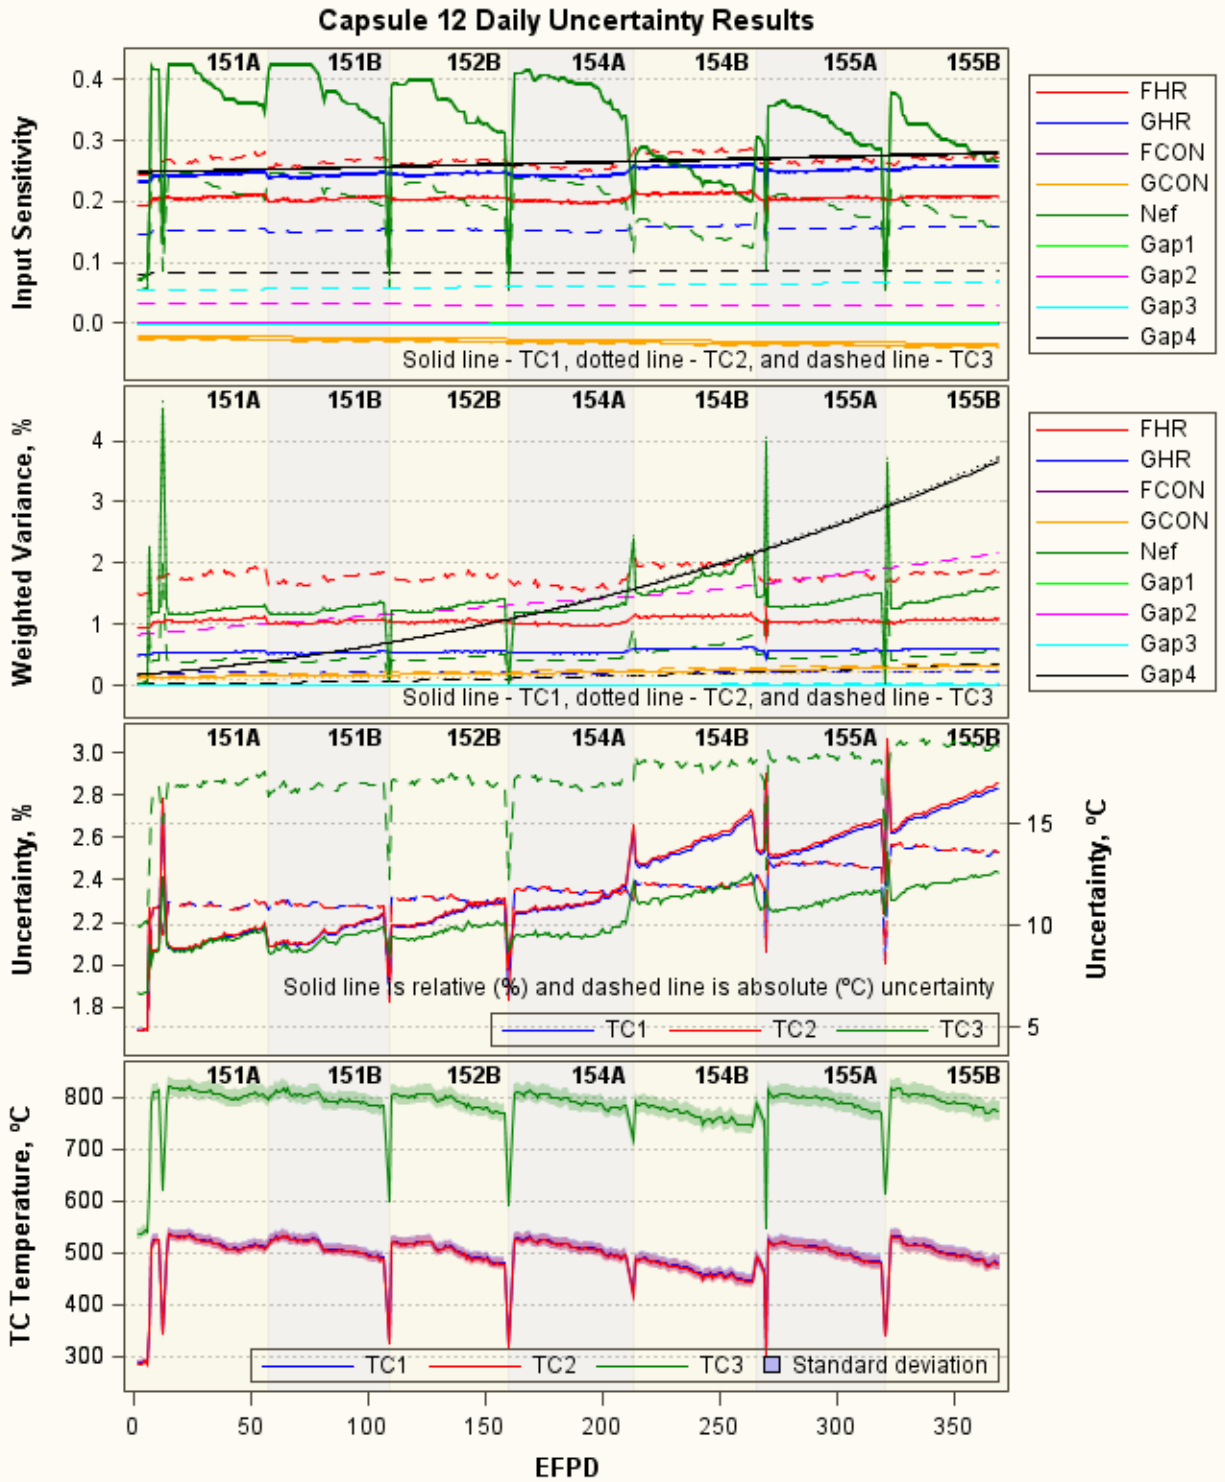 Capsule 12 Daily Uncertainty Results
151A 151B 152B 154A 154B 155A 155B
Input Sensitivity
0.4
0.3
0.2
0.1
0.0
Solid line - TC1, dotted line - TC2, and dashed line - TC3
FHR
GHR
FCON
GCON
Nef
Gap1
Gap2
Gap3
Gap4
151A 151B 152B 154A 154B 155A 155B
Weighted Variance, %
4
3
2
1
0
Solid line - TC1, dotted line - TC2, and dashed line - TC3
FHR
GHR
FCON
GCON
Nef
Gap1
Gap2
Gap3
Gap4
151A 151B 152B 154A 154B 155A 155B
Uncertainty, %
3.0
2.8
2.6
2.4
2.2
2.0
1.8
Solid line is relative (%) and dashed line is absolute (ºC) uncertainty
TC1 TC2 TC3
15
10
5
Uncertainty, ºC
151A 151B 152B 154A 154B 155A 155B
TC Temperature, ºC
800
700
600
500
400
300
TC1 TC2 TC3 Standard deviation
0 50 100 150 200 250 300 350
EFPD